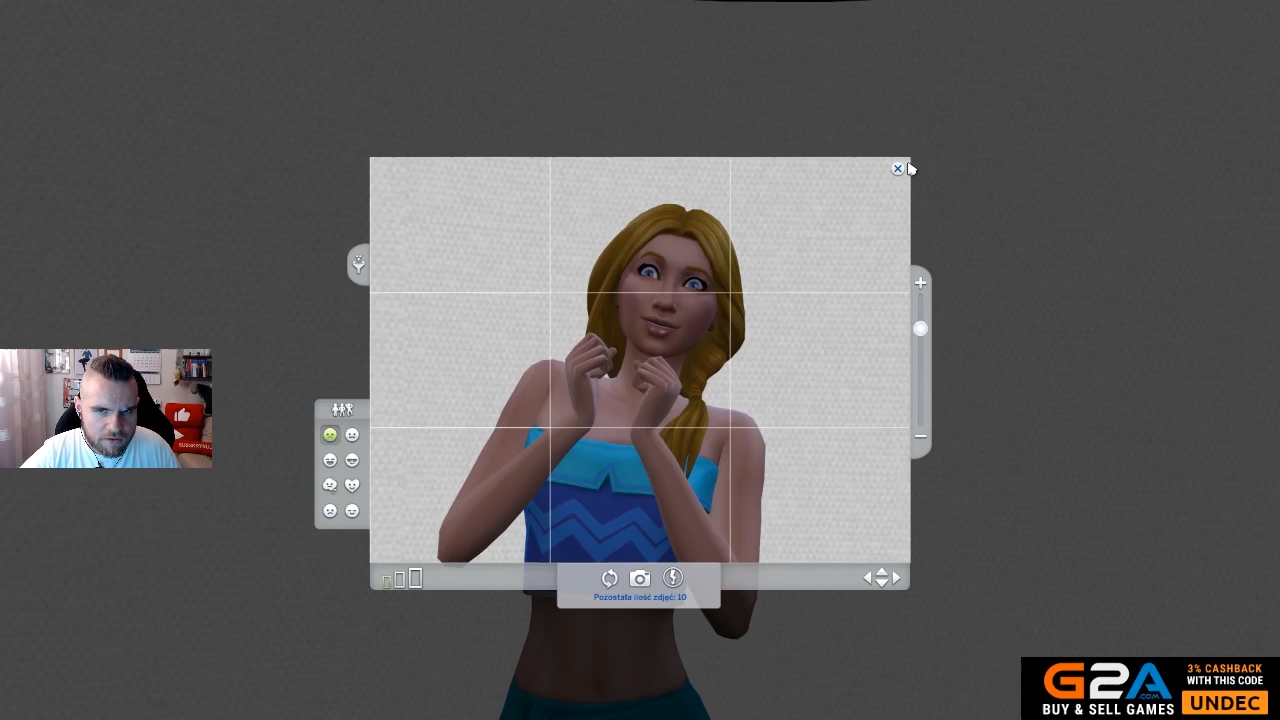 Pozostała ilość zdjęć: 10
G2A
.COM
BUY & SELL GAMES
3% CASHBACK
WITH THIS CODE
UNDEC